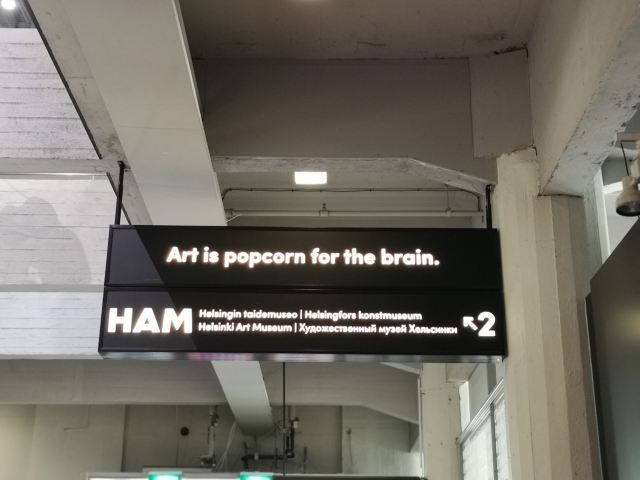 Art is popcorn for the brain.
HAM
Helsingin taidemuseo | Helsingfors konstmuseum
Helsinki Art Museum | Художественный музей Хельсинки
↖2